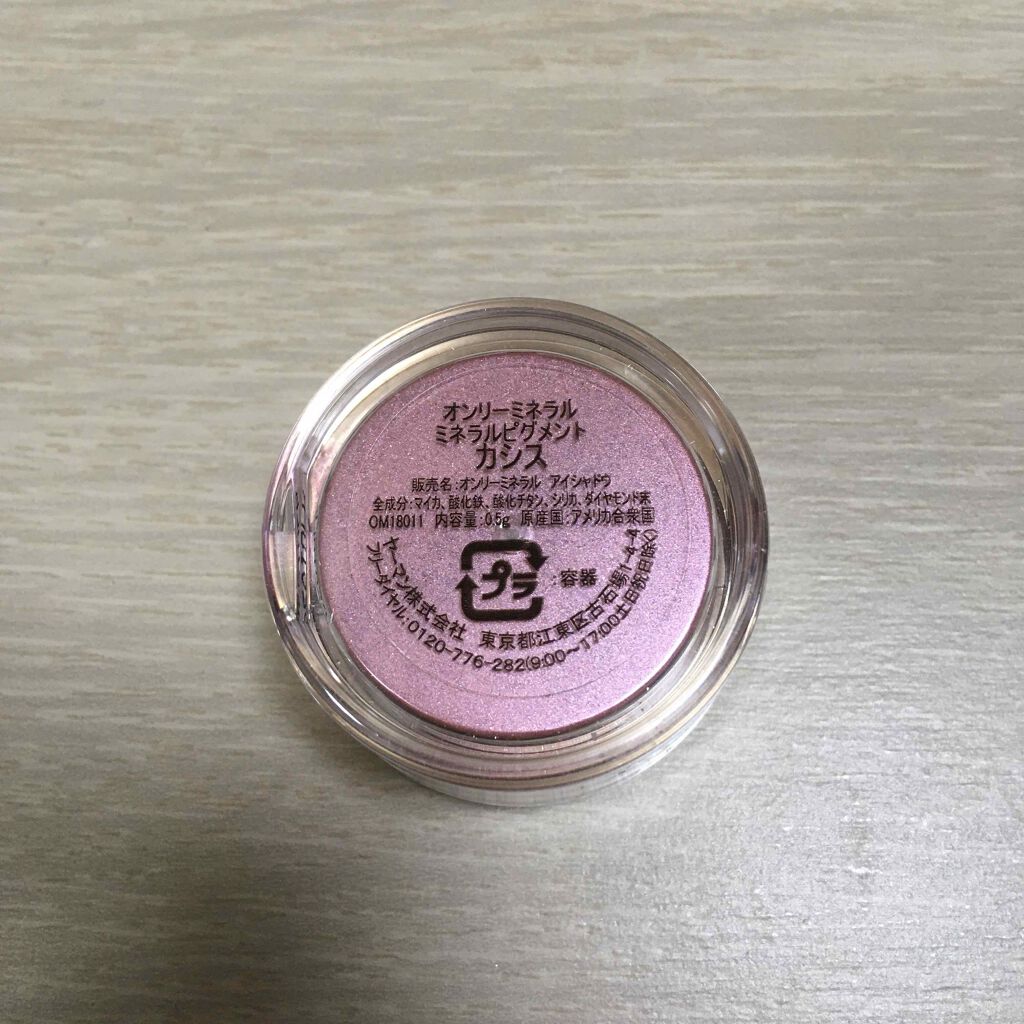 オンリーミネラル
ミネラルピグメント
カシス
販売名:オンリーミネラル アイシャドウ
全成分:マイカ、酸化鉄、酸化チタン、シリカ、ダイヤモンド末
OM18011 内容量:0.5g 原産国:アメリカ合衆国
プラ :容器
ヤーマン株式会社 東京都江東区古石場1-4-4
フリーダイヤル:0120-776-282(9:00～17:00土日祝日除く)